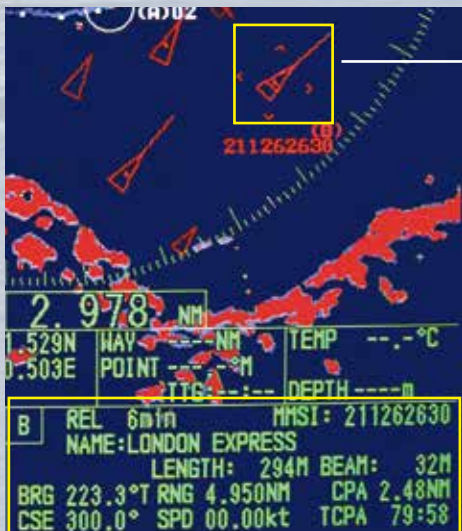 (A)02
(B)
211262630
2.978 NM
1.529N WAY ----NM TEMP --.-°C
0.503E POINT ---.-°M
TTG:--:-- DEPTH ----m
B REL 6min MMSI: 211262630
NAME:LONDON EXPRESS
LENGTH: 294M BEAM: 32M
BRG 223.3°T RNG 4.950NM CPA 2.48NM
CSE 300.0° SPD 00.00kt TCPA 79:58